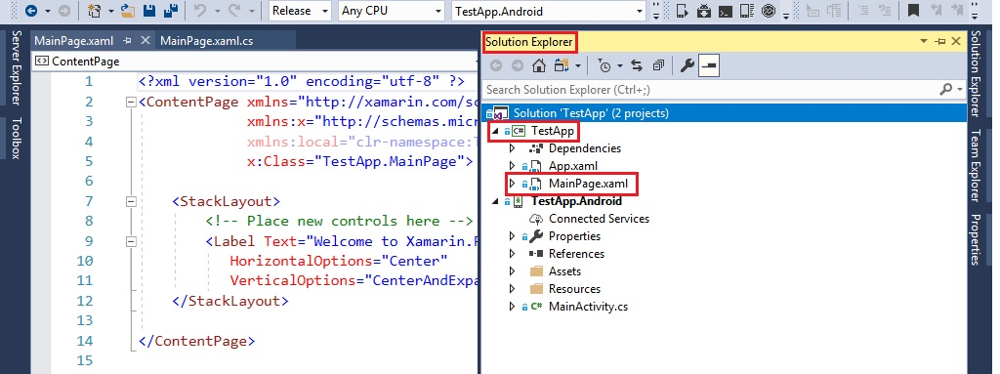 Release
Any CPU
TestApp.Android
Server Explorer
Toolbox
MainPage.xaml
MainPage.xaml.cs
ContentPage
1 <?xml version="1.0" encoding="utf-8" ?>
2 <ContentPage xmlns="http://xamarin.com/sc
3 xmlns:x="http://schemas.micr
4 xmlns:local="clr-namespace:T
5 x:Class="TestApp.MainPage">
6
7 <StackLayout>
8 <!-- Place new controls here -->
9 <Label Text="Welcome to Xamarin.F
10 HorizontalOptions="Center"
11 VerticalOptions="CenterAndExpa
12 </StackLayout>
13
14 </ContentPage>
15
Solution Explorer
Search Solution Explorer (Ctrl+;)
Solution 'TestApp' (2 projects)
C# TestApp
Dependencies
App.xaml
MainPage.xaml
TestApp.Android
Connected Services
Properties
References
Assets
Resources
C# MainActivity.cs
Solution Explorer
Team Explorer
Properties